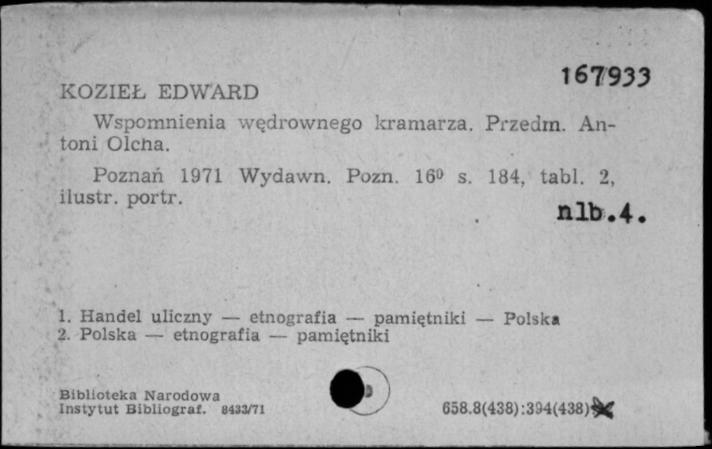 167933
KOZIEŁ EDWARD
Wspomnienia wędrownego kramarza. Przedm. An-
toni Olcha.
Poznań 1971 Wydawn. Pozn. 16⁰ s. 184, tabl. 2,
ilustr. portr.
nlb.4.
1. Handel uliczny — etnografia — pamiętniki — Polska
2. Polska — etnografia — pamiętniki
Biblioteka Narodowa
Instytut Bibliograf. 8433/71
658.8(438):394(438)